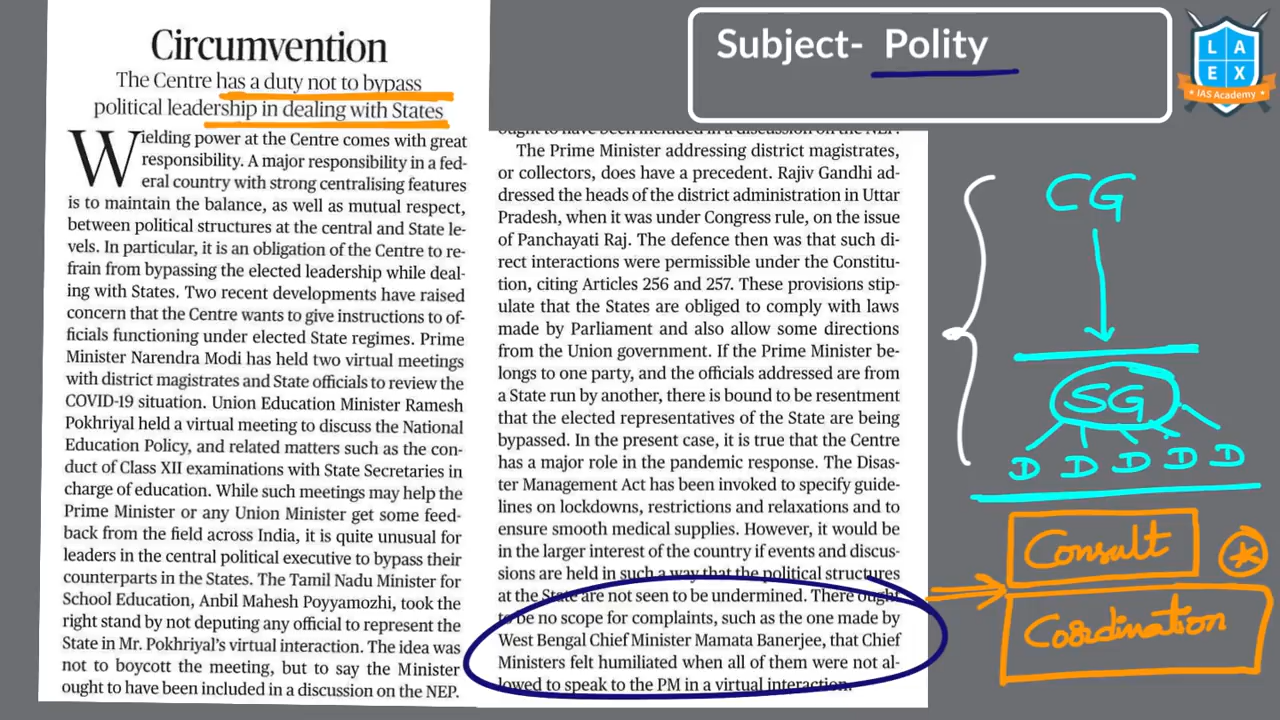 Circumvention
The Centre has a duty not to bypass
political leadership in dealing with States
Wielding power at the Centre comes with great
responsibility. A major responsibility in a fed-
eral country with strong centralising features
is to maintain the balance, as well as mutual respect,
between political structures at the central and State le-
vels. In particular, it is an obligation of the Centre to re-
frain from bypassing the elected leadership while deal-
ing with States. Two recent developments have raised
concern that the Centre wants to give instructions to of-
ficials functioning under elected State regimes. Prime
Minister Narendra Modi has held two virtual meetings
with district magistrates and State officials to review the
COVID-19 situation. Union Education Minister Ramesh
Pokhriyal held a virtual meeting to discuss the National
Education Policy, and related matters such as the con-
duct of Class XII examinations with State Secretaries in
charge of education. While such meetings may help the
Prime Minister or any Union Minister get some feed-
back from the field across India, it is quite unusual for
leaders in the central political executive to bypass their
counterparts in the States. The Tamil Nadu Minister for
School Education, Anbil Mahesh Poyyamozhi, took the
right stand by not deputing any official to represent the
State in Mr. Pokhriyal's virtual interaction. The idea was
not to boycott the meeting, but to say the Minister
ought to have been included in a discussion on the NEP.
ought to have been included in a discussion on the NEP.
The Prime Minister addressing district magistrates,
or collectors, does have a precedent. Rajiv Gandhi ad-
dressed the heads of the district administration in Uttar
Pradesh, when it was under Congress rule, on the issue
of Panchayati Raj. The defence then was that such di-
rect interactions were permissible under the Constitu-
tion, citing Articles 256 and 257. These provisions stip-
ulate that the States are obliged to comply with laws
made by Parliament and also allow some directions
from the Union government. If the Prime Minister be-
longs to one party, and the officials addressed are from
a State run by another, there is bound to be resentment
that the elected representatives of the State are being
bypassed. In the present case, it is true that the Centre
has a major role in the pandemic response. The Disas-
ter Management Act has been invoked to specify guide-
lines on lockdowns, restrictions and relaxations and to
ensure smooth medical supplies. However, it would be
in the larger interest of the country if events and discus-
sions are held in such a way that the political structures
at the State are not seen to be undermined. There ought
to be no scope for complaints, such as the one made by
West Bengal Chief Minister Mamata Banerjee, that Chief
Ministers felt humiliated when all of them were not al-
lowed to speak to the PM in a virtual interaction.
Subject- Polity
L A
E X
IAS Academy
CG
SG
D D D D D
Consult
Coordination